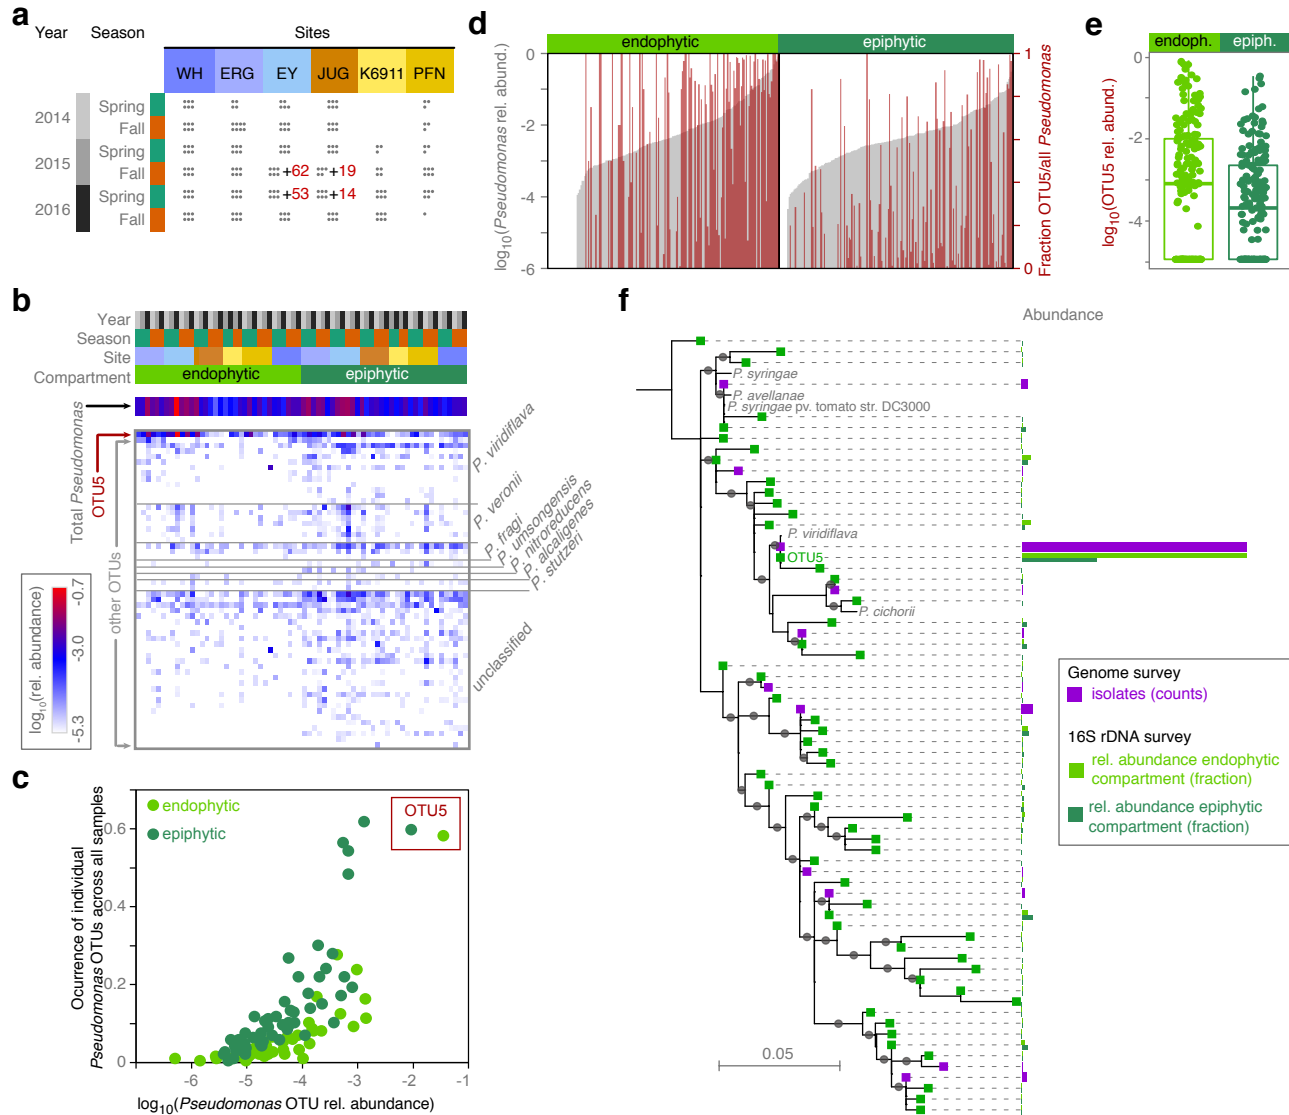 a
Year Season Sites
WH ERG EY JUG K6911 PFN
2014 Spring
Fall
2015 Spring
Fall +62 +19
2016 Spring +53 +14
Fall
b
Year
Season
Site
Compartment endophytic epiphytic
Total Pseudomonas
OTU5
other OTUs
P. viridiflava
P. veronii
P. fragi
P. umsongensis
P. nitroreducens
P. alcaligenes
P. stutzeri
unclassified
log10(rel. abundance)
-0.7
-3.0
-5.3
c
endophytic
epiphytic
OTU5
Ocurrence of individual
Pseudomonas OTUs across all samples
0.6
0.4
0.2
0
-6 -5 -4 -3 -2 -1
log10(Pseudomonas OTU rel. abundance)
d
endophytic epiphytic
log10(Pseudomonas rel. abund.)
0
-2
-3
-4
-6
1
0
Fraction OTU5/all Pseudomonas
e
endoph. epiph.
log10(OTU5 rel. abund.)
0
-2
-4
f
Abundance
P. syringae
P. avellanae
P. syringae pv. tomato str. DC3000
P. viridiflava
OTU5
P. cichorii
0.05
Genome survey
isolates (counts)
16S rDNA survey
rel. abundance endophytic
compartment (fraction)
rel. abundance epiphytic
compartment (fraction)